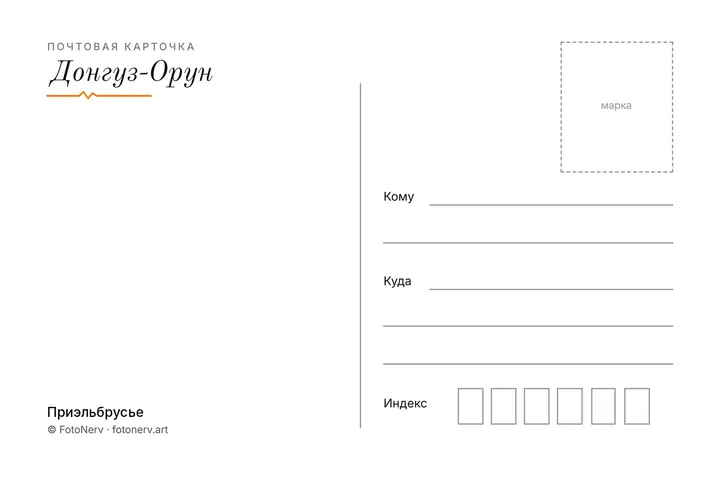 ПОЧТОВАЯ КАРТОЧКА
Донгуз-Орун
марка
Кому
Куда
Индекс
Приэльбрусье
© FotoNerv · fotonerv.art